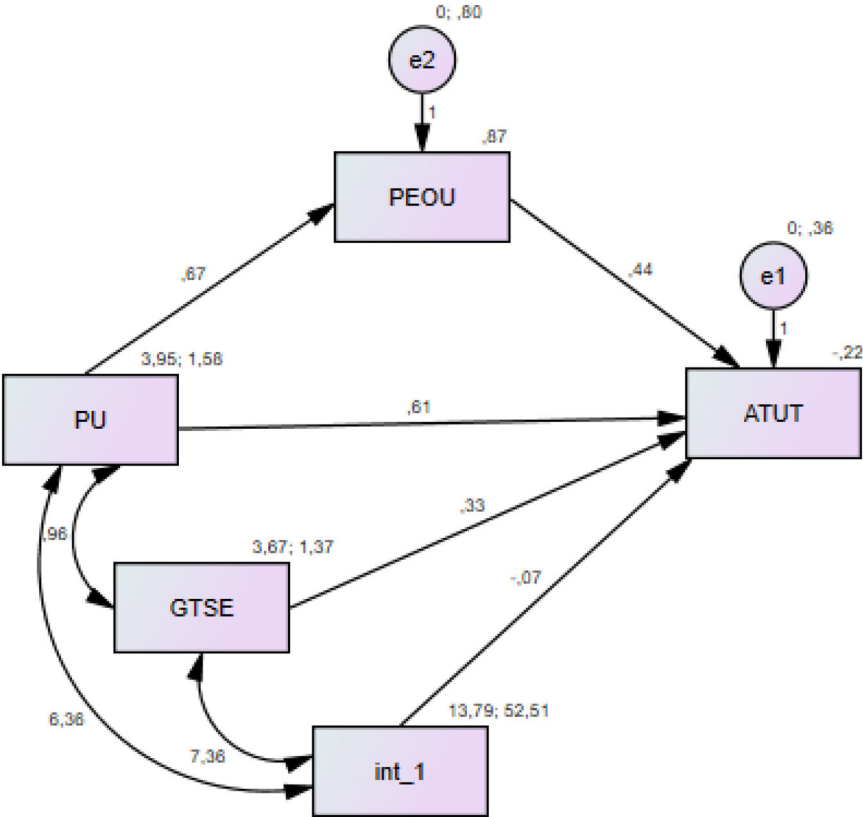 0; ,80
e2
1
,87
PEOU
0; ,36
e1
,67
,44
1
-,22
3,95; 1,58
PU
,61
ATUT
,96
,33
3,67; 1,37
GTSE
-,07
6,36
7,36
13,79; 52,51
int_1